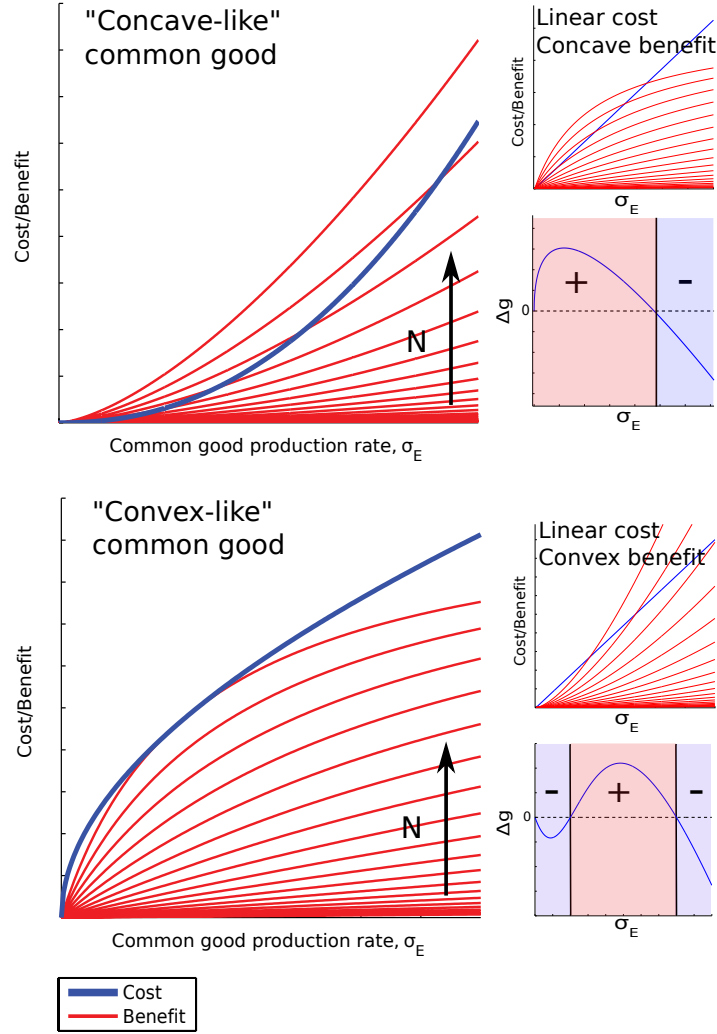 "Concave-like"
common good
Cost/Benefit
N
Common good production rate, σE
Linear cost
Concave benefit
Cost/Benefit
σE
+
-
Δg
0
σE
"Convex-like"
common good
Cost/Benefit
N
Common good production rate, σE
Linear cost
Convex benefit
Cost/Benefit
σE
-
+
-
Δg
0
σE
Cost
Benefit